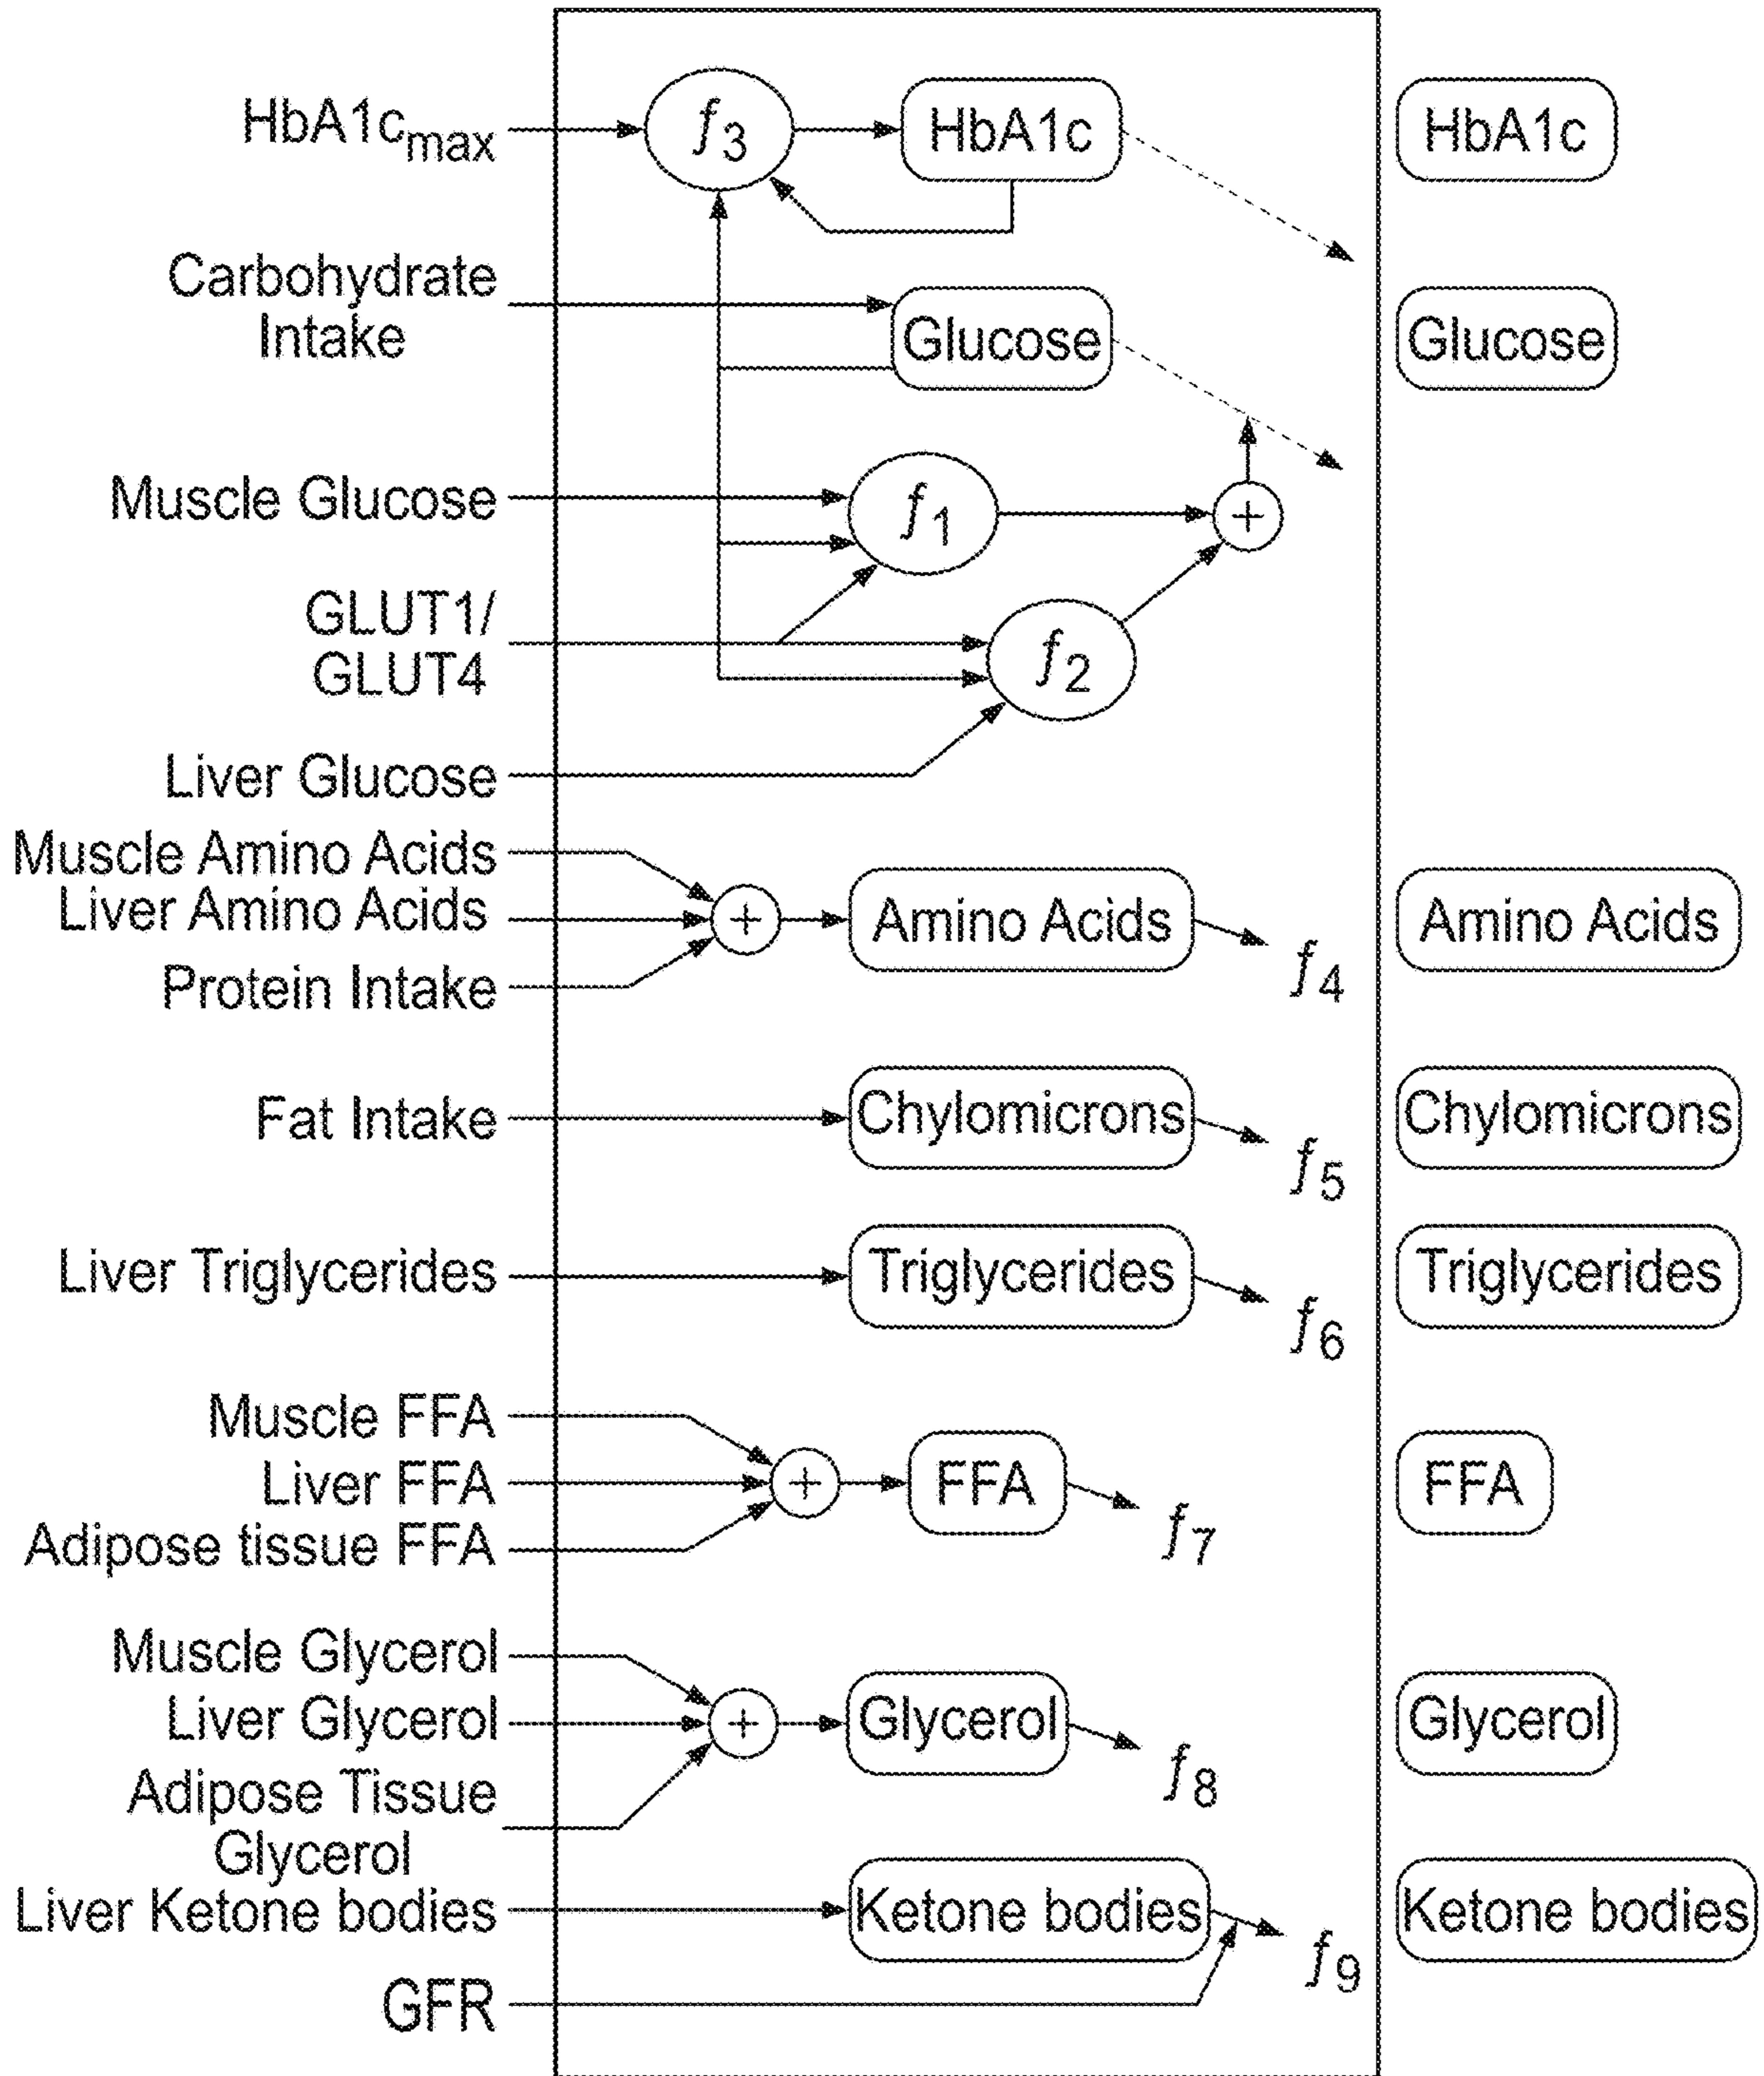 HbA1cmax
f3
HbA1c
HbA1c
Carbohydrate
Intake
Glucose
Glucose
Muscle Glucose
f1
+
GLUT1/
GLUT4
f2
Liver Glucose
Muscle Amino Acids
Liver Amino Acids
Protein Intake
+
Amino Acids
f4
Amino Acids
Fat Intake
Chylomicrons
f5
Chylomicrons
Liver Triglycerides
Triglycerides
f6
Triglycerides
Muscle FFA
Liver FFA
Adipose tissue FFA
+
FFA
f7
FFA
Muscle Glycerol
Liver Glycerol
Adipose Tissue
Glycerol
+
Glycerol
f8
Glycerol
Liver Ketone bodies
Ketone bodies
f9
Ketone bodies
GFR